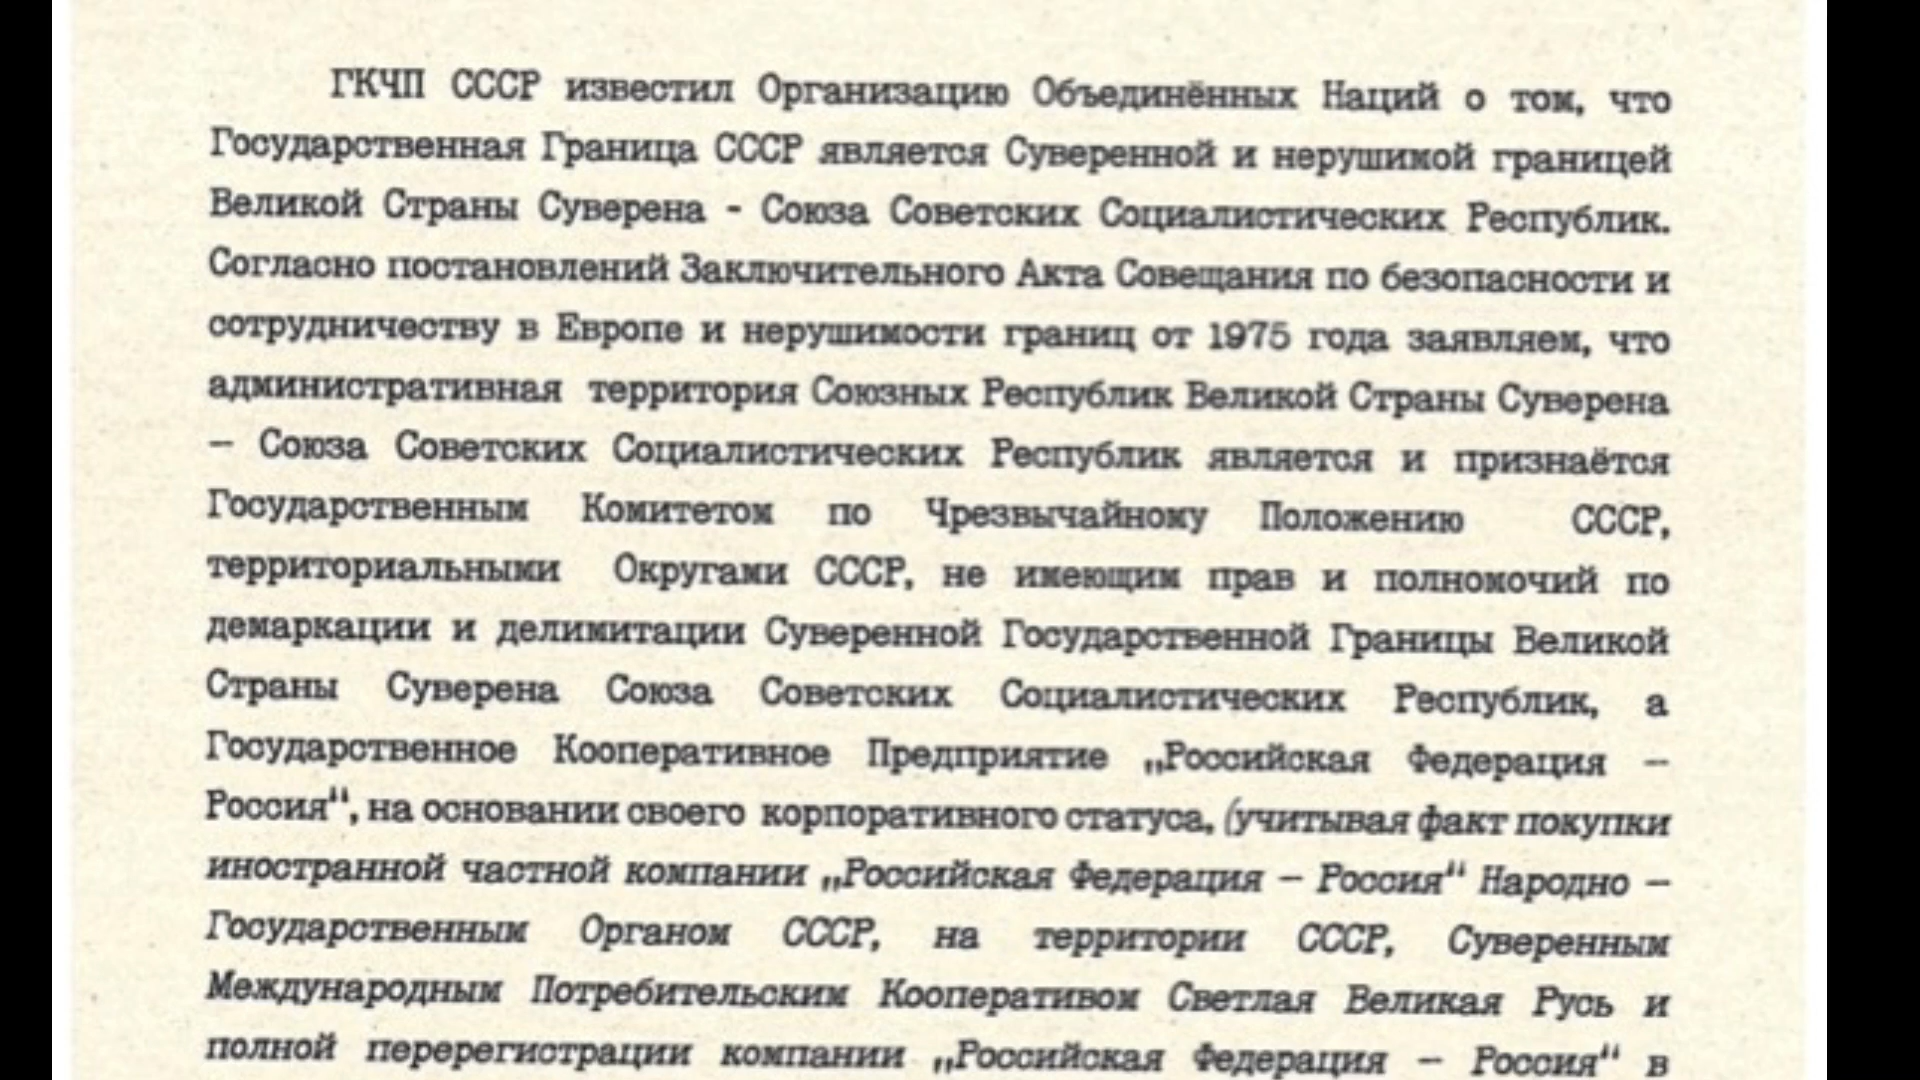 ГКЧП СССР известил Организацию Объединённых Наций о том, что
Государственная Граница СССР является Суверенной и нерушимой границей
Великой Страны Суверена - Союза Советских Социалистических Республик.
Согласно постановлений Заключительного Акта Совещания по безопасности и
сотрудничеству в Европе и нерушимости границ от 1975 года заявляем, что
административная территория Союзных Республик Великой Страны Суверена
– Союза Советских Социалистических Республик является и признаётся
Государственным Комитетом по Чрезвычайному Положению СССР,
территориальными Округами СССР, не имеющим прав и полномочий по
демаркации и делимитации Суверенной Государственной Границы Великой
Страны Суверена Союза Советских Социалистических Республик, а
Государственное Кооперативное Предприятие „Российская Федерация –
Россия“, на основании своего корпоративного статуса, (учитывая факт покупки
иностранной частной компании „Российская Федерация – Россия“ Народно –
Государственным Органом СССР, на территории СССР, Суверенным
Международным Потребительским Кооперативом Светлая Великая Русь и
полной перерегистрации компании „Российская Федерация – Россия“ в